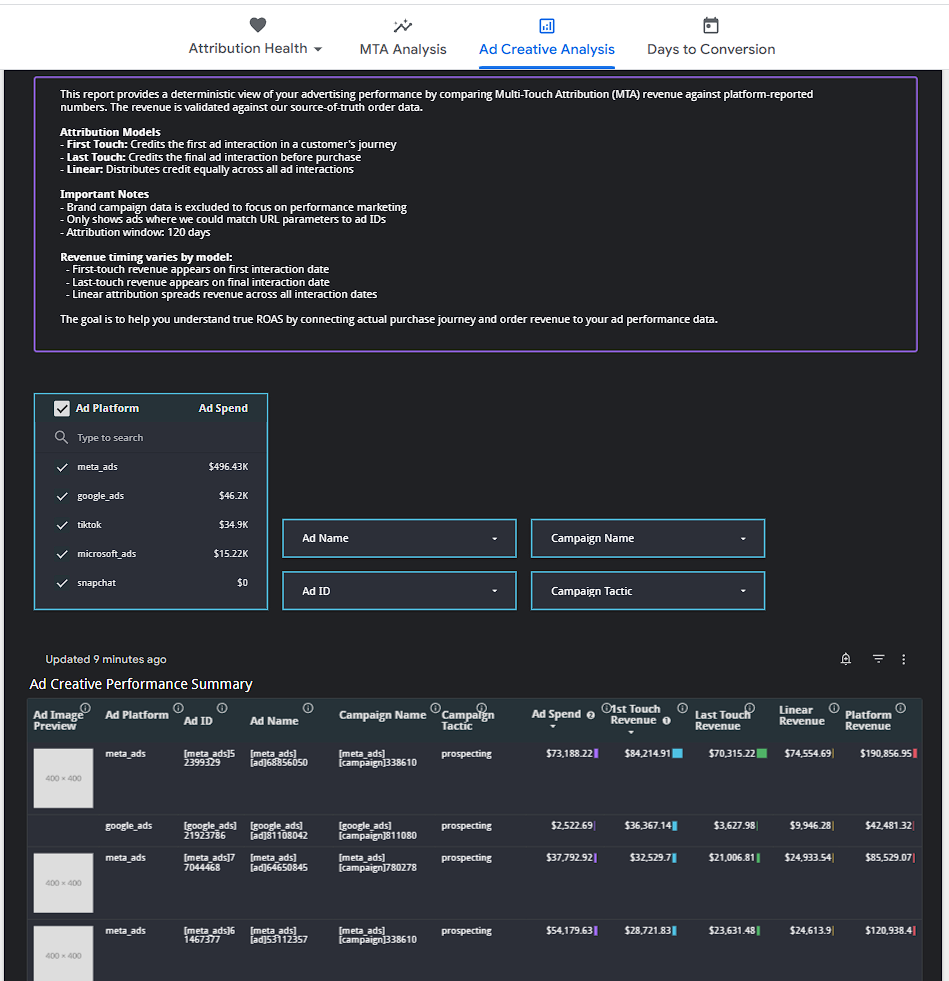 Attribution Health
MTA Analysis
Ad Creative Analysis
Days to Conversion
This report provides a deterministic view of your advertising performance by comparing Multi-Touch Attribution (MTA) revenue against platform-reported
numbers. The revenue is validated against our source-of-truth order data.
Attribution Models
- First Touch: Credits the first ad interaction in a customer's journey
- Last Touch: Credits the final ad interaction before purchase
- Linear: Distributes credit equally across all ad interactions
Important Notes
- Brand campaign data is excluded to focus on performance marketing
- Only shows ads where we could match URL parameters to ad IDs
- Attribution window: 120 days
Revenue timing varies by model:
- First-touch revenue appears on first interaction date
- Last-touch revenue appears on final interaction date
- Linear attribution spreads revenue across all interaction dates
The goal is to help you understand true ROAS by connecting actual purchase journey and order revenue to your ad performance data.
Ad Platform Ad Spend
Type to search
meta_ads $496.43K
google_ads $46.2K
tiktok $34.9K
microsoft_ads $15.22K
snapchat $0
Ad Name
Campaign Name
Ad ID
Campaign Tactic
Updated 9 minutes ago
Ad Creative Performance Summary
Ad Image Preview Ad Platform Ad ID Ad Name Campaign Name Campaign Tactic Ad Spend 1st Touch Revenue Last Touch Revenue Linear Revenue Platform Revenue
400 × 400 meta_ads [meta_ads]52399329 [meta_ads][ad]68856050 [meta_ads][campaign]338610 prospecting $73,188.22 $84,214.91 $70,315.22 $74,554.69 $190,856.95
google_ads [google_ads]21923786 [google_ads][ad]81108042 [google_ads][campaign]811080 prospecting $2,522.69 $36,367.14 $3,627.98 $9,946.28 $42,481.32
400 × 400 meta_ads [meta_ads]77044468 [meta_ads][ad]64650845 [meta_ads][campaign]780278 prospecting $37,792.92 $32,529.7 $21,006.81 $24,933.54 $85,529.07
400 × 400 meta_ads [meta_ads]61467377 [meta_ads][ad]53112357 [meta_ads][campaign]338610 prospecting $54,179.63 $28,721.83 $23,631.48 $24,613.9 $120,938.4